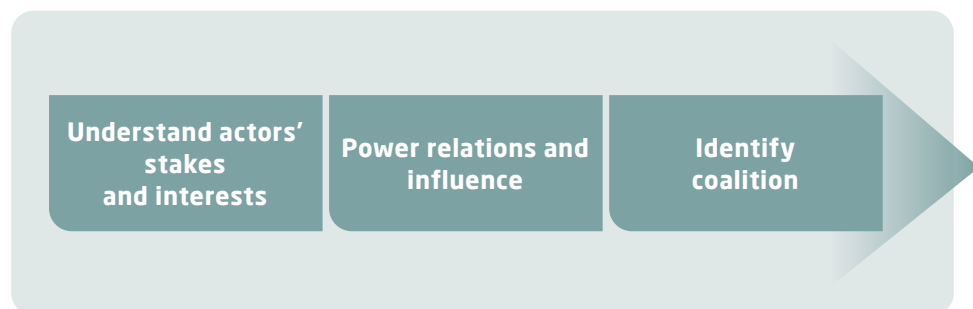 Understand actors’
stakes
and interests
Power relations and
influence
Identify
coalition